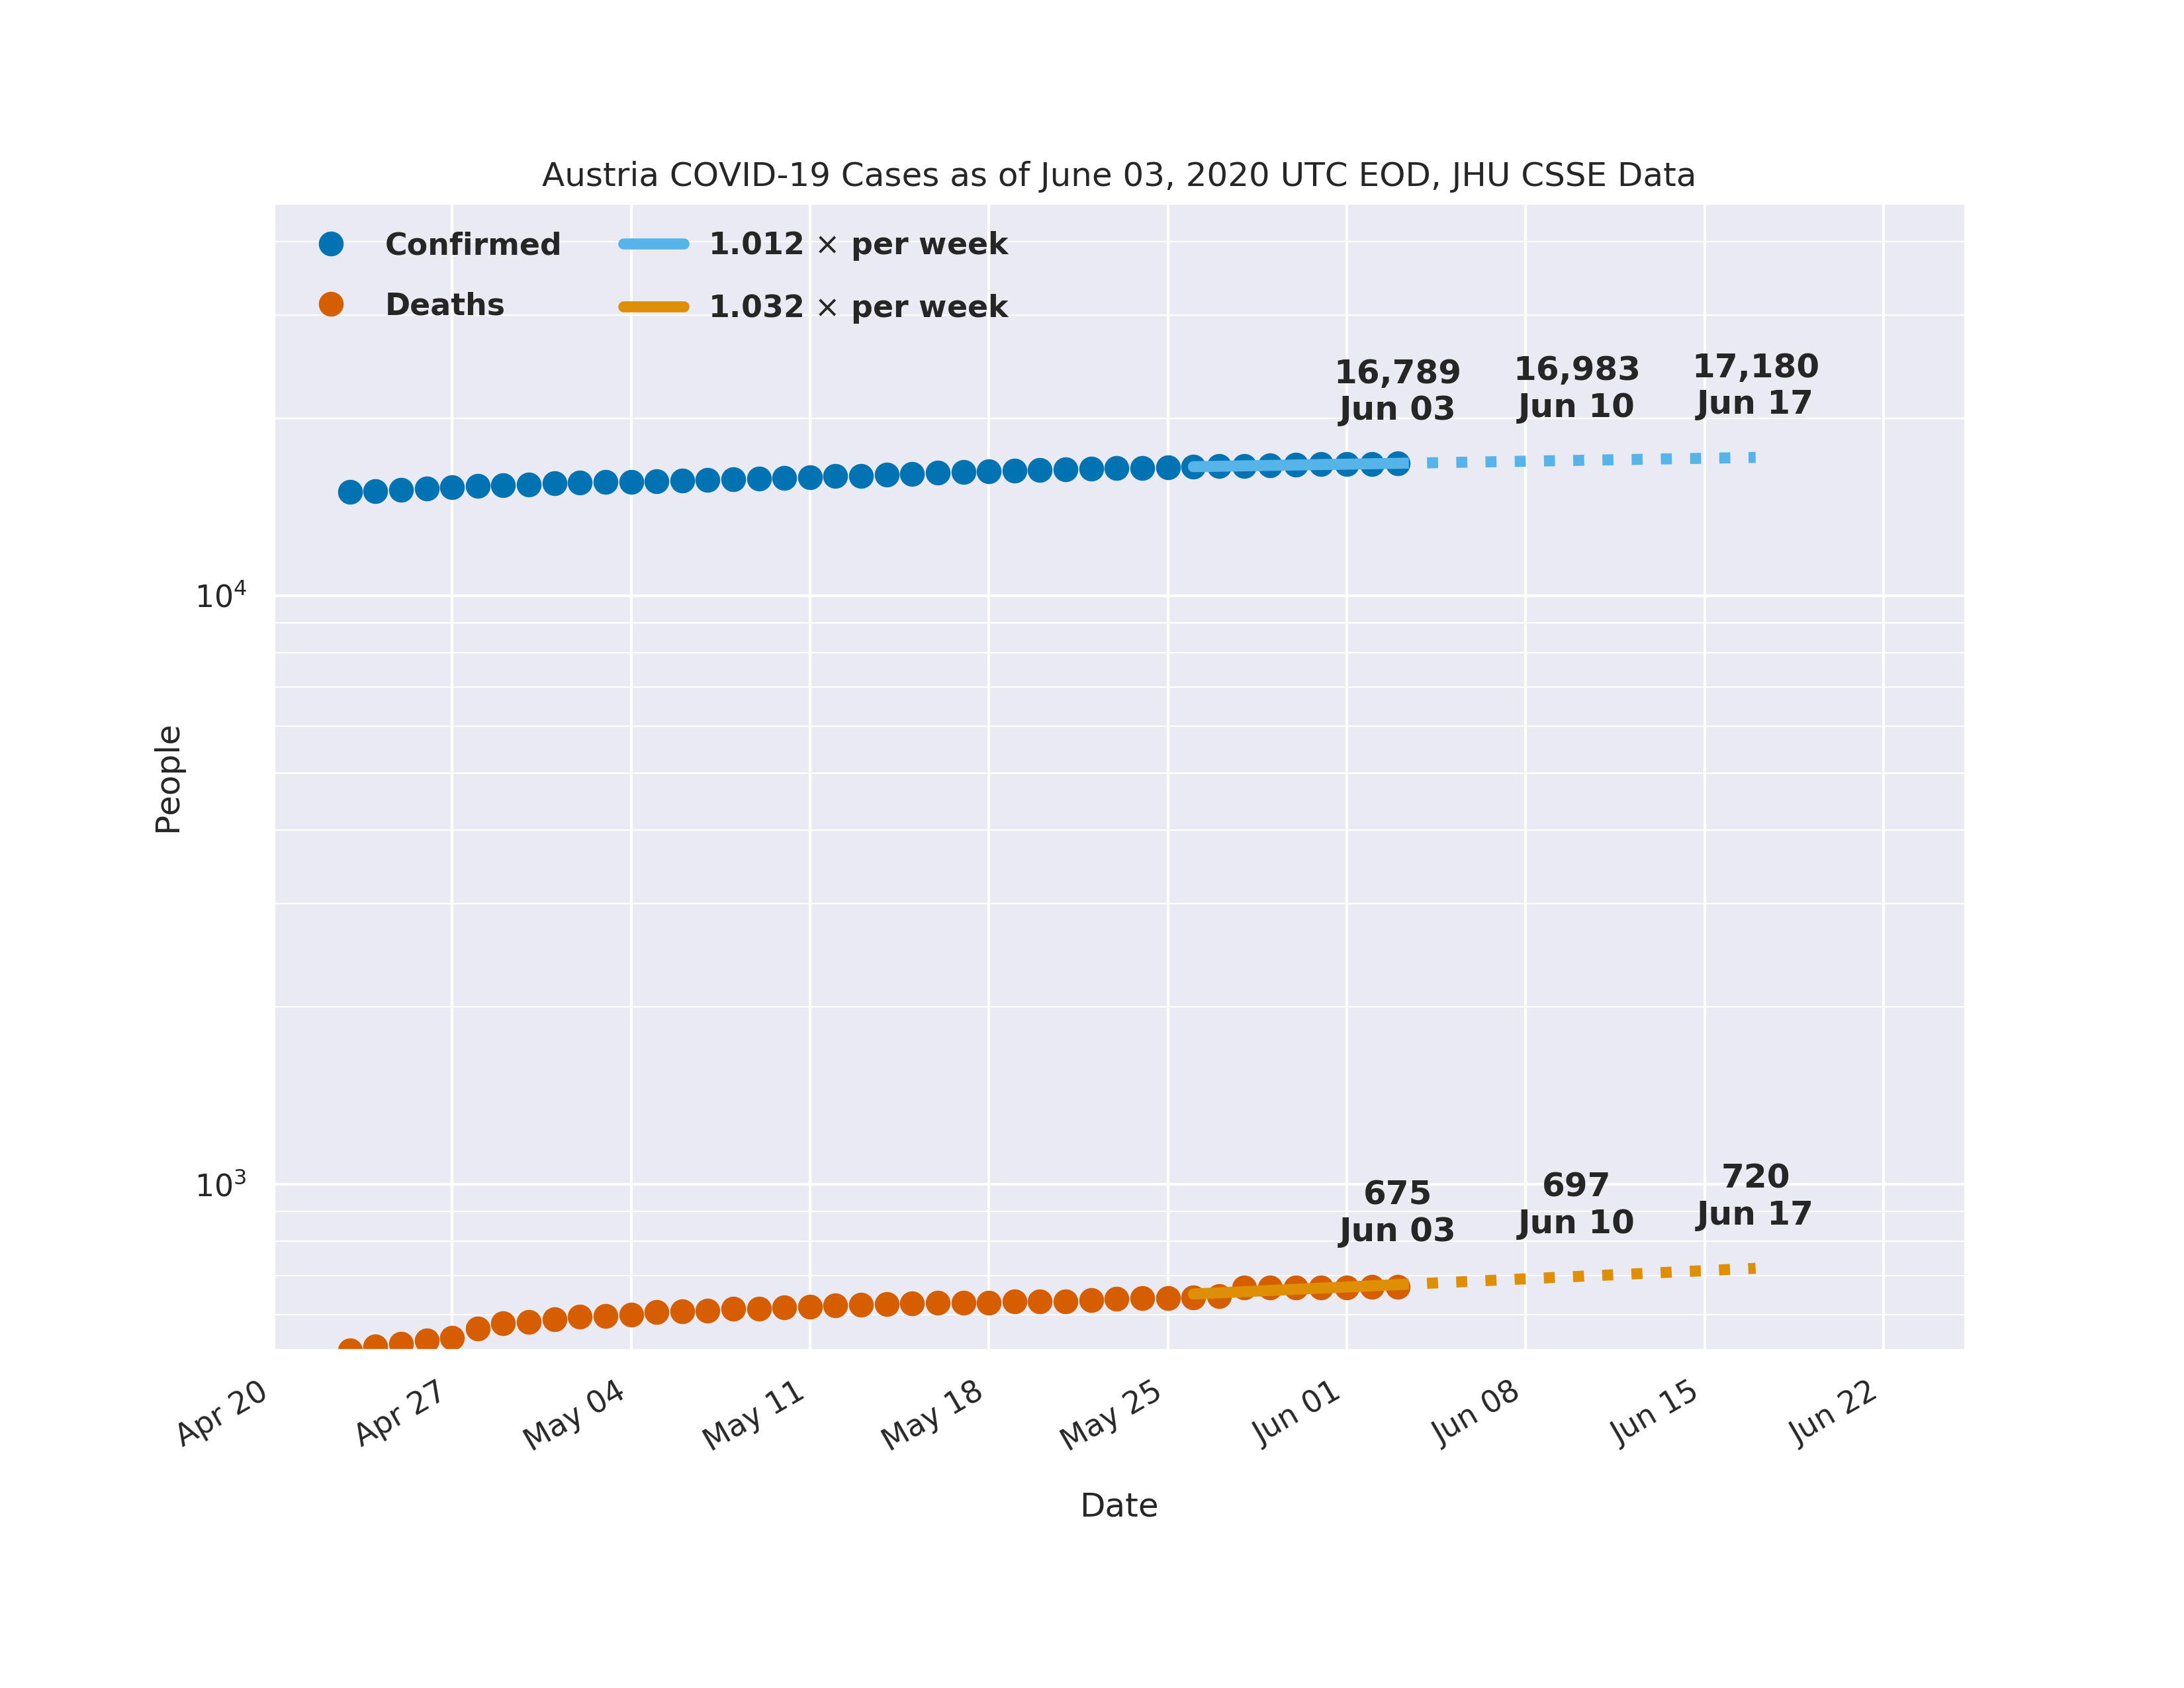 Austria COVID-19 Cases as of June 03, 2020 UTC EOD, JHU CSSE Data
Confirmed
Deaths
1.012 × per week
1.032 × per week
16,789
Jun 03
16,983
Jun 10
17,180
Jun 17
10⁴
People
10³
675
Jun 03
697
Jun 10
720
Jun 17
Apr 20
Apr 27
May 04
May 11
May 18
May 25
Jun 01
Jun 08
Jun 15
Jun 22
Date